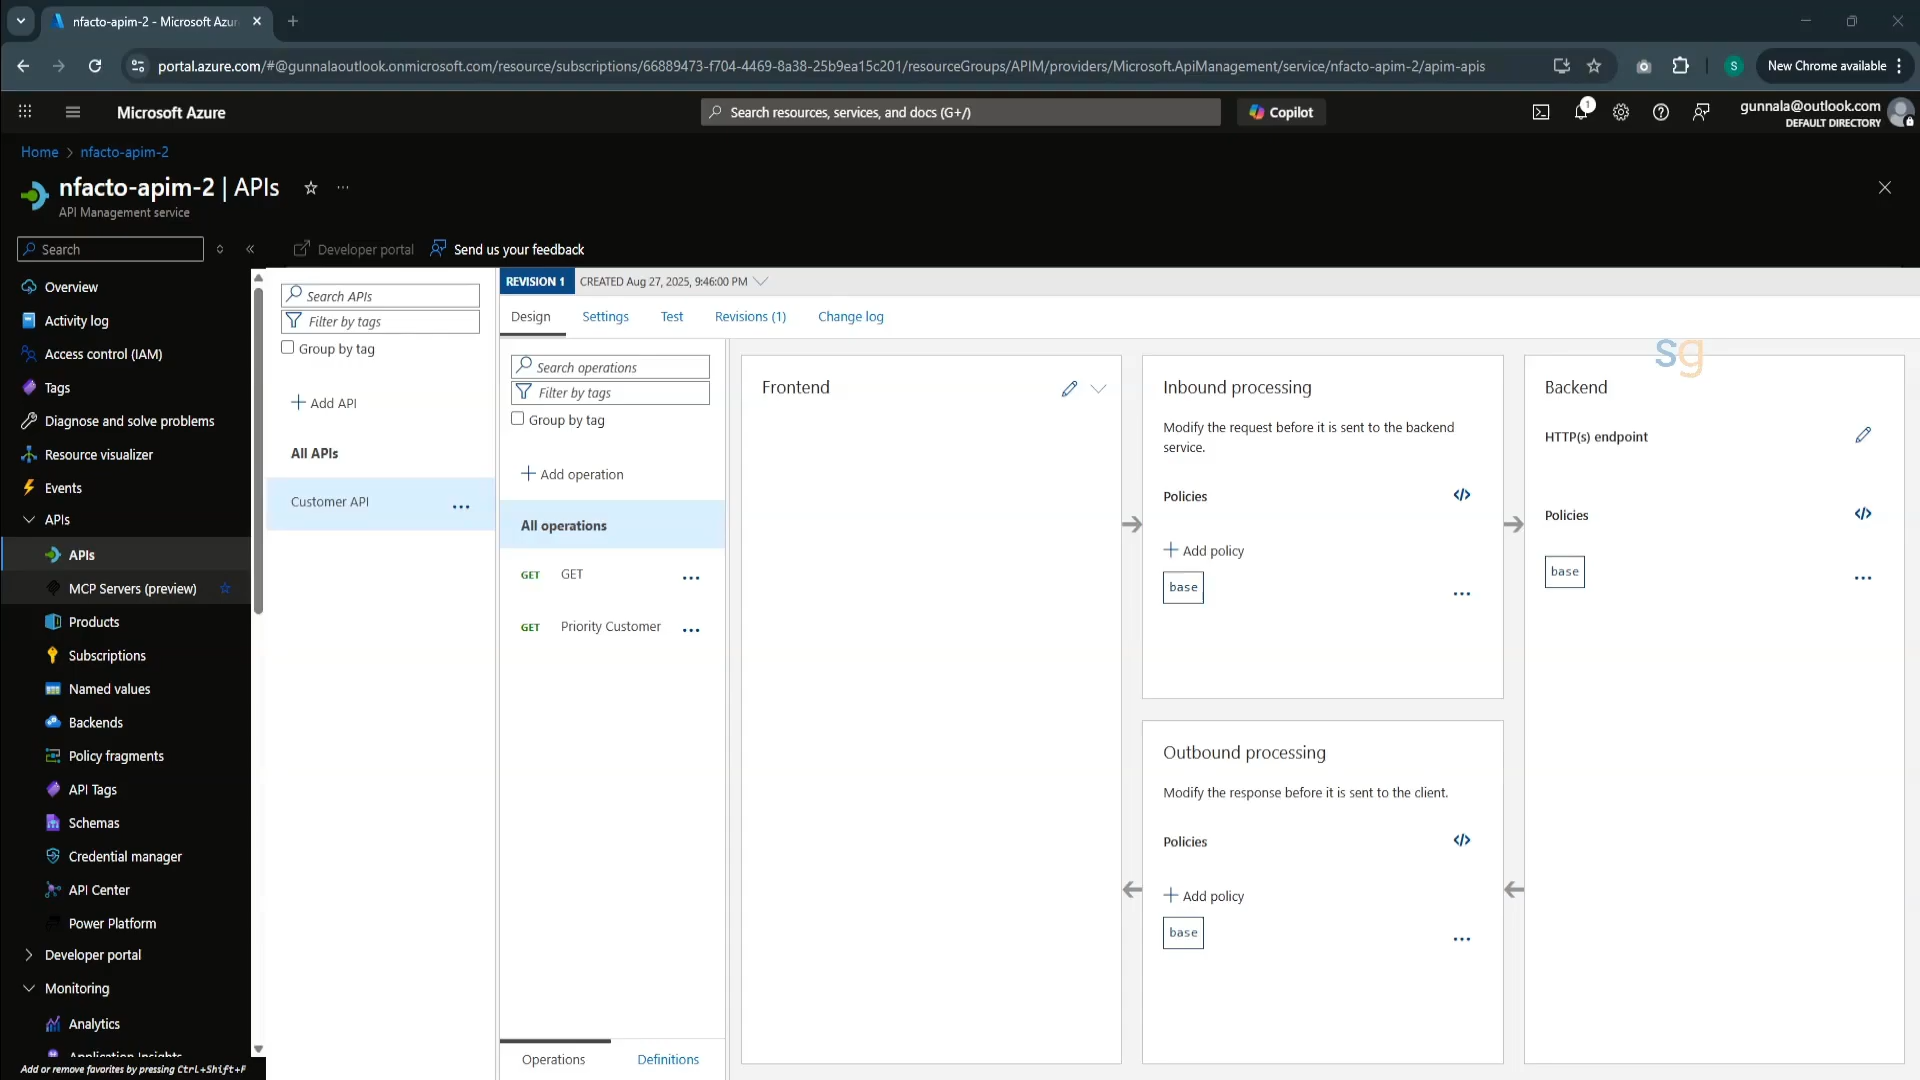 nfacto-apim-2 - Microsoft Azu
portal.azure.com/#@gunnalaoutlook.onmicrosoft.com/resource/subscriptions/66889473-f704-4469-8a38-25b9ea15c201/resourceGroups/APIM/providers/Microsoft.ApiManagement/service/nfacto-apim-2/apim-apis
S
New Chrome available
Microsoft Azure
Search resources, services, and docs (G+/)
Copilot
1
gunnala@outlook.com
DEFAULT DIRECTORY
Home > nfacto-apim-2
nfacto-apim-2 | APIs
API Management service
Search
Developer portal
Send us your feedback
Overview
Activity log
Access control (IAM)
Tags
Diagnose and solve problems
Resource visualizer
Events
APIs
APIs
MCP Servers (preview)
Products
Subscriptions
Named values
Backends
Policy fragments
API Tags
Schemas
Credential manager
API Center
Power Platform
Developer portal
Monitoring
Analytics
Application Insights
Add or remove favorites by pressing Ctrl+Shift+F
Search APIs
Filter by tags
Group by tag
+ Add API
All APIs
Customer API
REVISION 1
CREATED Aug 27, 2025, 9:46:00 PM
Design
Settings
Test
Revisions (1)
Change log
Search operations
Filter by tags
Group by tag
+ Add operation
All operations
GET GET
GET Priority Customer
Operations
Definitions
Frontend
Inbound processing
Modify the request before it is sent to the backend
service.
Policies
</>
+ Add policy
base
Outbound processing
Modify the response before it is sent to the client.
Policies
</>
+ Add policy
base
sg
Backend
HTTP(s) endpoint
Policies
</>
base